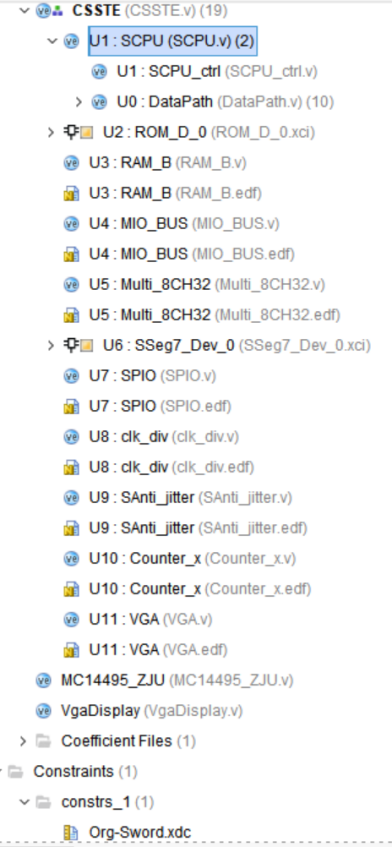 CSSTE (CSSTE.v) (19)
U1 : SCPU (SCPU.v) (2)
U1 : SCPU_ctrl (SCPU_ctrl.v)
U0 : DataPath (DataPath.v) (10)
U2 : ROM_D_0 (ROM_D_0.xci)
U3 : RAM_B (RAM_B.v)
U3 : RAM_B (RAM_B.edf)
U4 : MIO_BUS (MIO_BUS.v)
U4 : MIO_BUS (MIO_BUS.edf)
U5 : Multi_8CH32 (Multi_8CH32.v)
U5 : Multi_8CH32 (Multi_8CH32.edf)
U6 : SSeg7_Dev_0 (SSeg7_Dev_0.xci)
U7 : SPIO (SPIO.v)
U7 : SPIO (SPIO.edf)
U8 : clk_div (clk_div.v)
U8 : clk_div (clk_div.edf)
U9 : SAnti_jitter (SAnti_jitter.v)
U9 : SAnti_jitter (SAnti_jitter.edf)
U10 : Counter_x (Counter_x.v)
U10 : Counter_x (Counter_x.edf)
U11 : VGA (VGA.v)
U11 : VGA (VGA.edf)
MC14495_ZJU (MC14495_ZJU.v)
VgaDisplay (VgaDisplay.v)
Coefficient Files (1)
Constraints (1)
constrs_1 (1)
Org-Sword.xdc